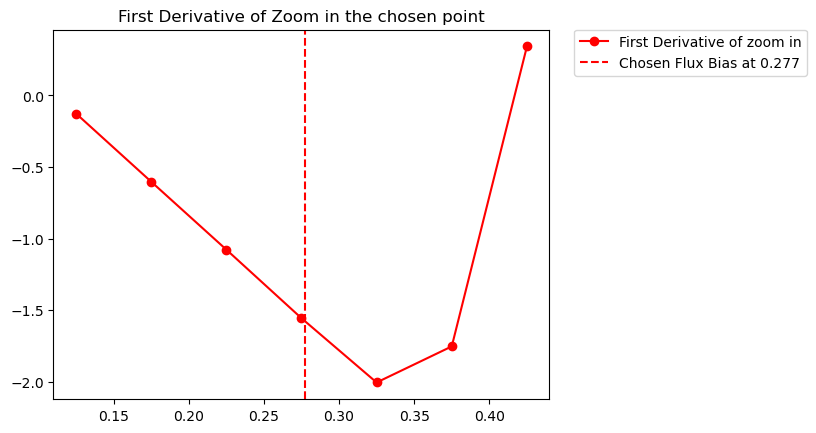 First Derivative of Zoom in the chosen point
First Derivative of zoom in
Chosen Flux Bias at 0.277
0.0
−0.5
−1.0
−1.5
−2.0
0.15 0.20 0.25 0.30 0.35 0.40